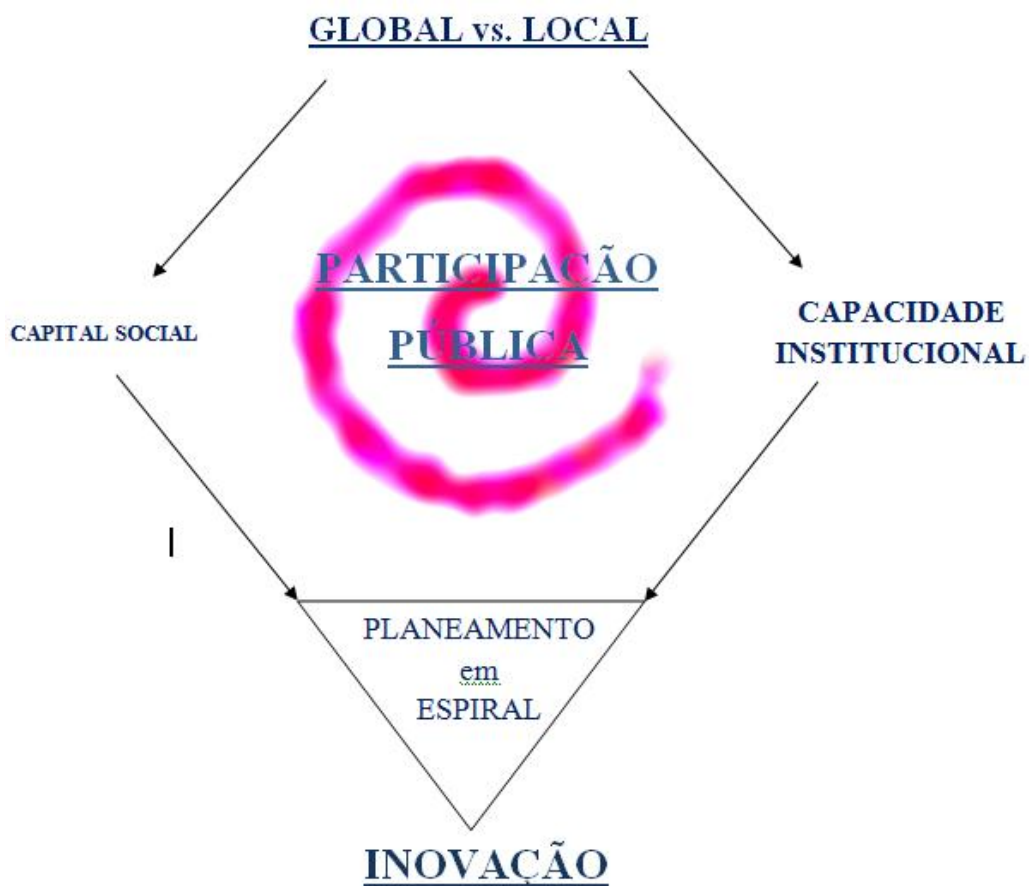 GLOBAL vs. LOCAL
PARTICIPAÇÃO
PÚBLICA
CAPITAL SOCIAL
CAPACIDADE
INSTITUCIONAL
PLANEAMENTO
em
ESPIRAL
INOVAÇÃO